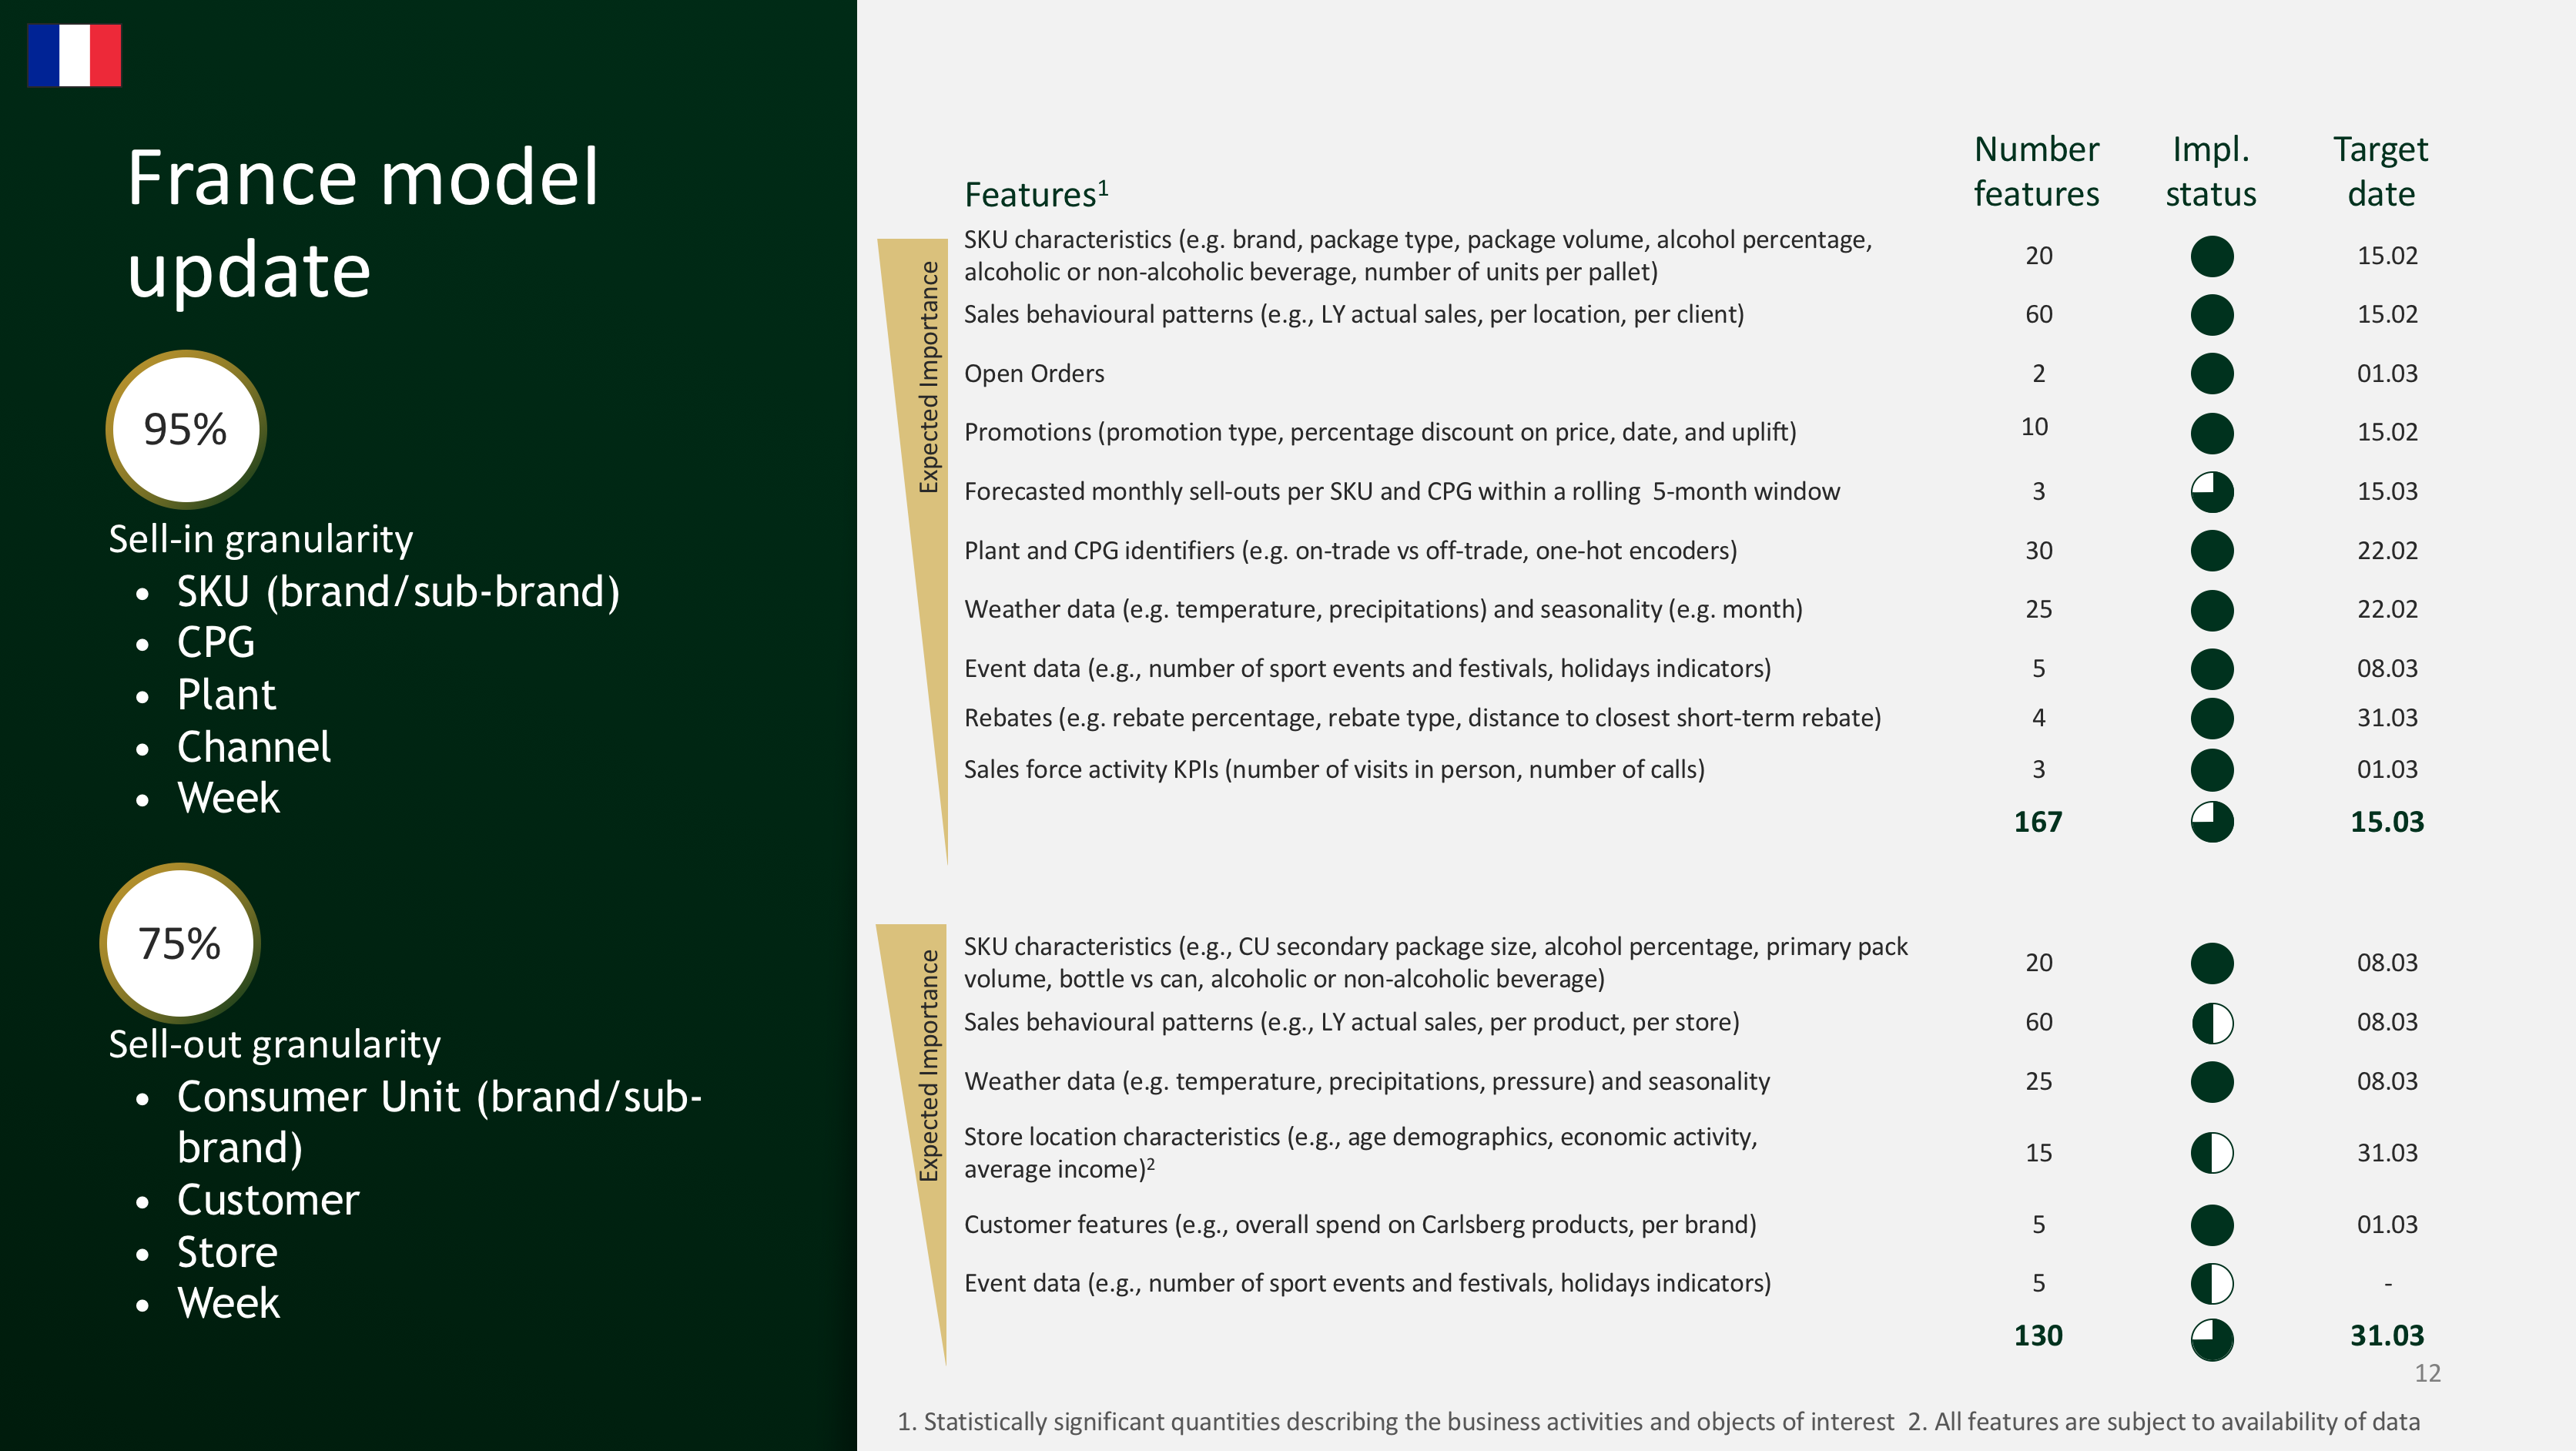 France model
update
95%
Sell-in granularity
• SKU (brand/sub-brand)
• CPG
• Plant
• Channel
• Week
75%
Sell-out granularity
• Consumer Unit (brand/sub-
brand)
• Customer
• Store
• Week
Features1
Number
features
Impl.
status
Target
date
Expected Importance
SKU characteristics (e.g. brand, package type, package volume, alcohol percentage,
alcoholic or non-alcoholic beverage, number of units per pallet)
20 15.02
Sales behavioural patterns (e.g., LY actual sales, per location, per client) 60 15.02
Open Orders 2 01.03
Promotions (promotion type, percentage discount on price, date, and uplift) 10 15.02
Forecasted monthly sell-outs per SKU and CPG within a rolling  5-month window 3 15.03
Plant and CPG identifiers (e.g. on-trade vs off-trade, one-hot encoders) 30 22.02
Weather data (e.g. temperature, precipitations) and seasonality (e.g. month) 25 22.02
Event data (e.g., number of sport events and festivals, holidays indicators) 5 08.03
Rebates (e.g. rebate percentage, rebate type, distance to closest short-term rebate) 4 31.03
Sales force activity KPIs (number of visits in person, number of calls) 3 01.03
167 15.03
Expected Importance
SKU characteristics (e.g., CU secondary package size, alcohol percentage, primary pack
volume, bottle vs can, alcoholic or non-alcoholic beverage)
20 08.03
Sales behavioural patterns (e.g., LY actual sales, per product, per store) 60 08.03
Weather data (e.g. temperature, precipitations, pressure) and seasonality 25 08.03
Store location characteristics (e.g., age demographics, economic activity,
average income)2
15 31.03
Customer features (e.g., overall spend on Carlsberg products, per brand) 5 01.03
Event data (e.g., number of sport events and festivals, holidays indicators) 5 -
130 31.03
12
1. Statistically significant quantities describing the business activities and objects of interest  2. All features are subject to availability of data